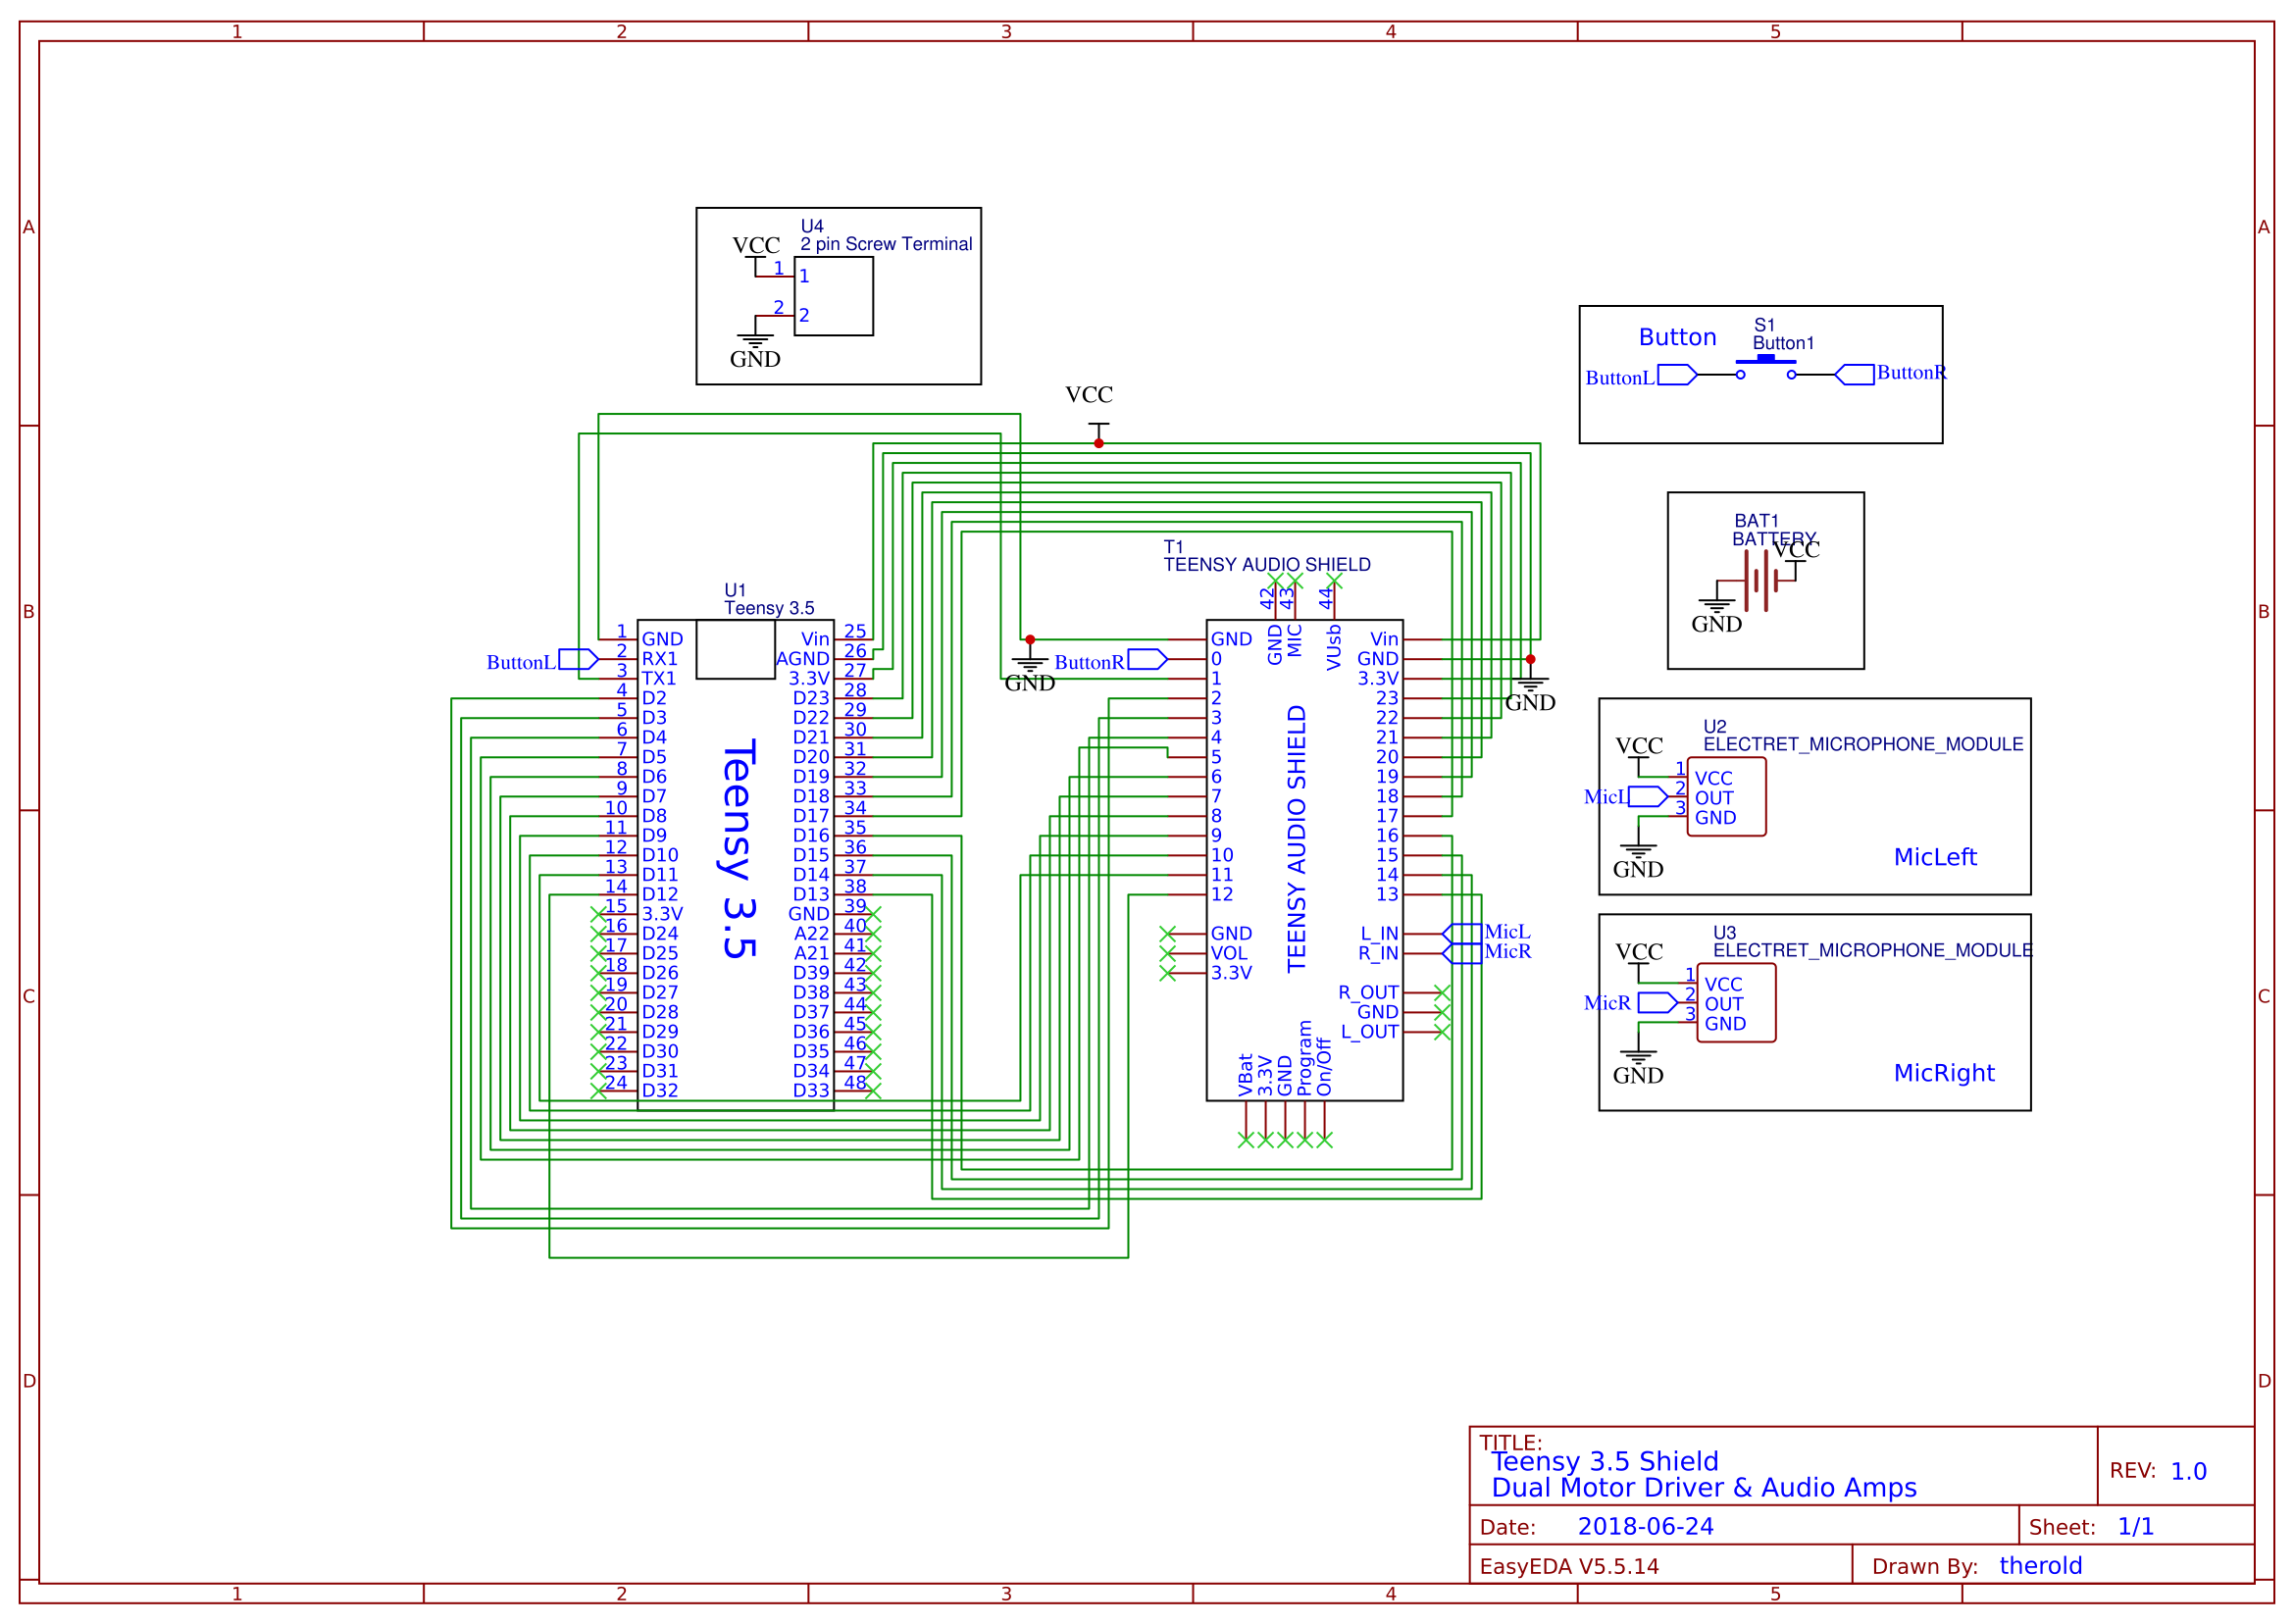 1 2 3 4 5
A
B
C
D
A
B
C
D
U4
2 pin Screw Terminal
VCC
1 1
2 2
GND
Button
S1
Button1
ButtonL
ButtonR
VCC
BAT1
BATTERY
VCC
GND
T1
TEENSY AUDIO SHIELD
U1
Teensy 3.5
Teensy 3.5
ButtonL
1 GND
2 RX1
3 TX1
4 D2
5 D3
6 D4
7 D5
8 D6
9 D7
10 D8
11 D9
12 D10
13 D11
14 D12
15 3.3V
16 D24
17 D25
18 D26
19 D27
20 D28
21 D29
22 D30
23 D31
24 D32
Vin 25
AGND 26
3.3V 27
D23 28
D22 29
D21 30
D20 31
D19 32
D18 33
D17 34
D16 35
D15 36
D14 37
D13 38
GND 39
A22 40
A21 41
D39 42
D38 43
D37 44
D36 45
D35 46
D34 47
D33 48
GND
ButtonR
TEENSY AUDIO SHIELD
42 43 44
GND MIC VUsb
GND
0
1
2
3
4
5
6
7
8
9
10
11
12
GND
VOL
3.3V
Vin
GND
3.3V
23
22
21
20
19
18
17
16
15
14
13
L_IN MicL
R_IN MicR
R_OUT
GND
L_OUT
VBat 3.3V GND Program On/Off
GND
U2
ELECTRET_MICROPHONE_MODULE
VCC
1 VCC
MicL 2 OUT
3 GND
GND
MicLeft
U3
ELECTRET_MICROPHONE_MODULE
VCC
1 VCC
MicR 2 OUT
3 GND
GND
MicRight
TITLE:
Teensy 3.5 Shield
Dual Motor Driver & Audio Amps
REV: 1.0
Date: 2018-06-24
Sheet: 1/1
EasyEDA V5.5.14
Drawn By: therold
1 2 3 4 5